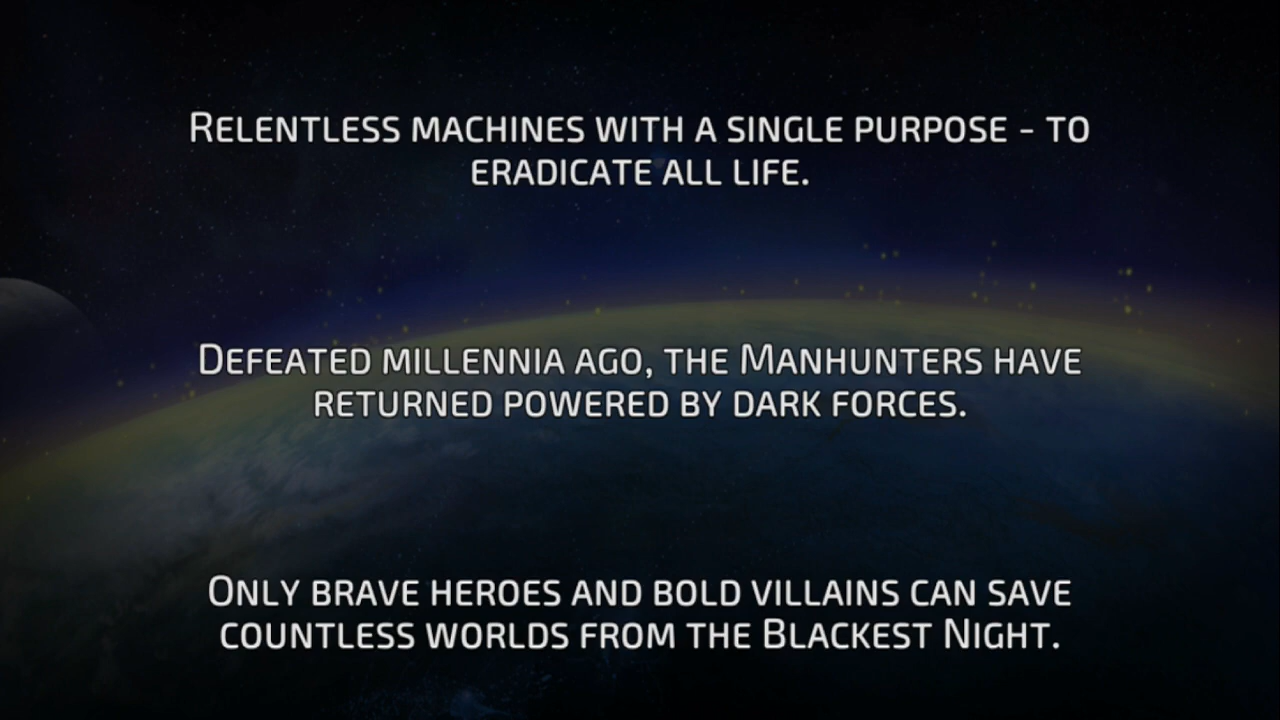 Relentless machines with a single purpose - to
eradicate all life.
Defeated millennia ago, the Manhunters have
returned powered by dark forces.
Only brave heroes and bold villains can save
countless worlds from the Blackest Night.